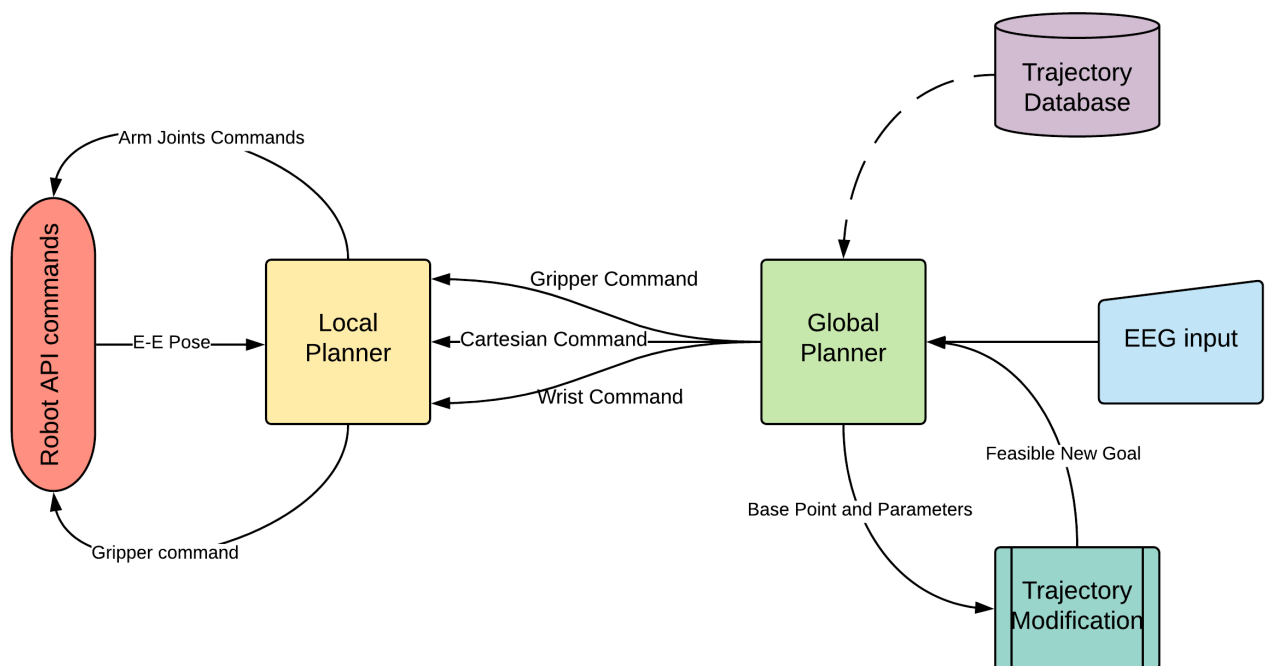 Trajectory
Database
Arm Joints Commands
Robot API commands
Gripper Command
Local
Planner
Global
Planner
E-E Pose
Cartesian Command
EEG input
Wrist Command
Feasible New Goal
Base Point and Parameters
Gripper command
Trajectory
Modification